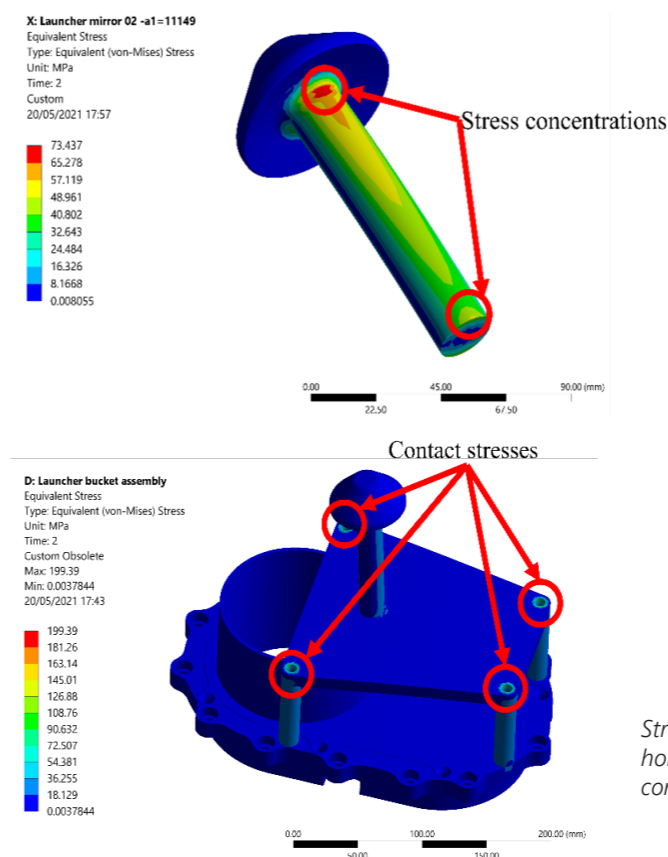 X: Launcher mirror 02 -a1=11149
Equivalent Stress
Type: Equivalent (von-Mises) Stress
Unit: MPa
Time: 2
Custom
20/05/2021 17:57
73.437
65.278
57.119
48.961
40.802
32.643
24.484
16.326
8.1668
0.008055
Stress concentrations
0.00 45.00 90.00 (mm)
22.50 67.50
Contact stresses
D: Launcher bucket assembly
Equivalent Stress
Type: Equivalent (von-Mises) Stress
Unit: MPa
Time: 2
Custom Obsolete
Max: 199.39
Min: 0.0037844
20/05/2021 17:43
199.39
181.26
163.14
145.01
126.88
108.76
90.632
72.507
54.381
36.255
18.129
0.0037844
0.00 100.00 200.00 (mm)
50.00 150.00